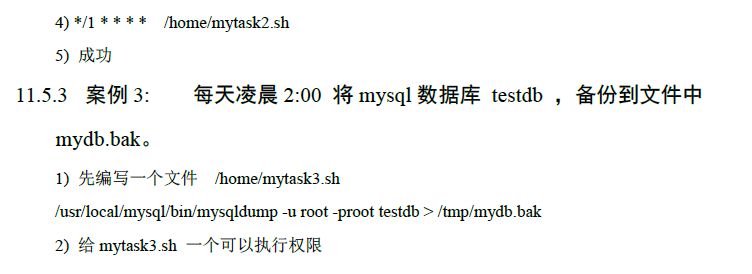 4) */1 * * * * /home/mytask2.sh
5) 成功
11.5.3 案例 3: 每天凌晨 2:00 将 mysql 数据库 testdb ，备份到文件中
mydb.bak。
1) 先编写一个文件 /home/mytask3.sh
/usr/local/mysql/bin/mysqldump -u root -proot testdb > /tmp/mydb.bak
2) 给 mytask3.sh 一个可以执行权限